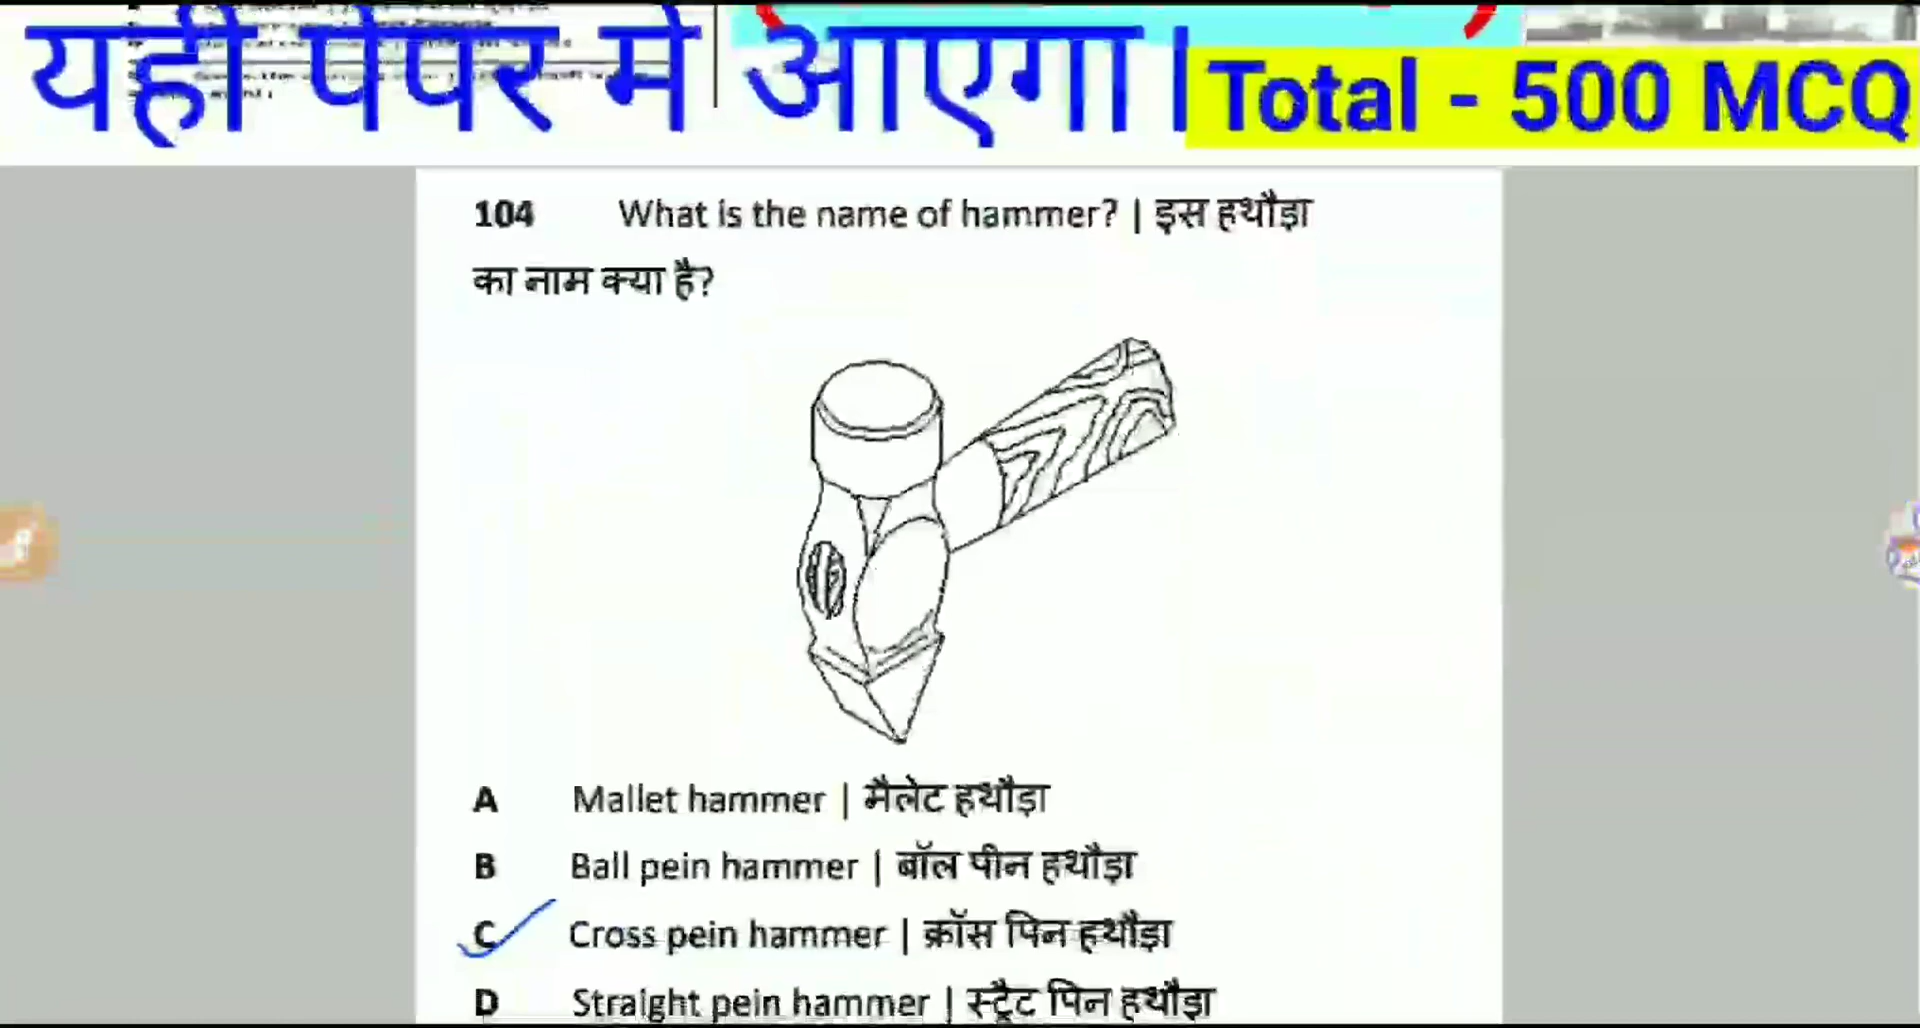 यही पेपर में आएगा।
Total - 500 MCQ
104 What is the name of hammer? | इस हथौड़ा
का नाम क्या है?
A Mallet hammer | मैलेट हथौड़ा
B Ball pein hammer | बॉल पीन हथौड़ा
C Cross pein hammer | क्रॉस पिन हथौड़ा
D Straight pein hammer | स्ट्रैट पिन हथौड़ा